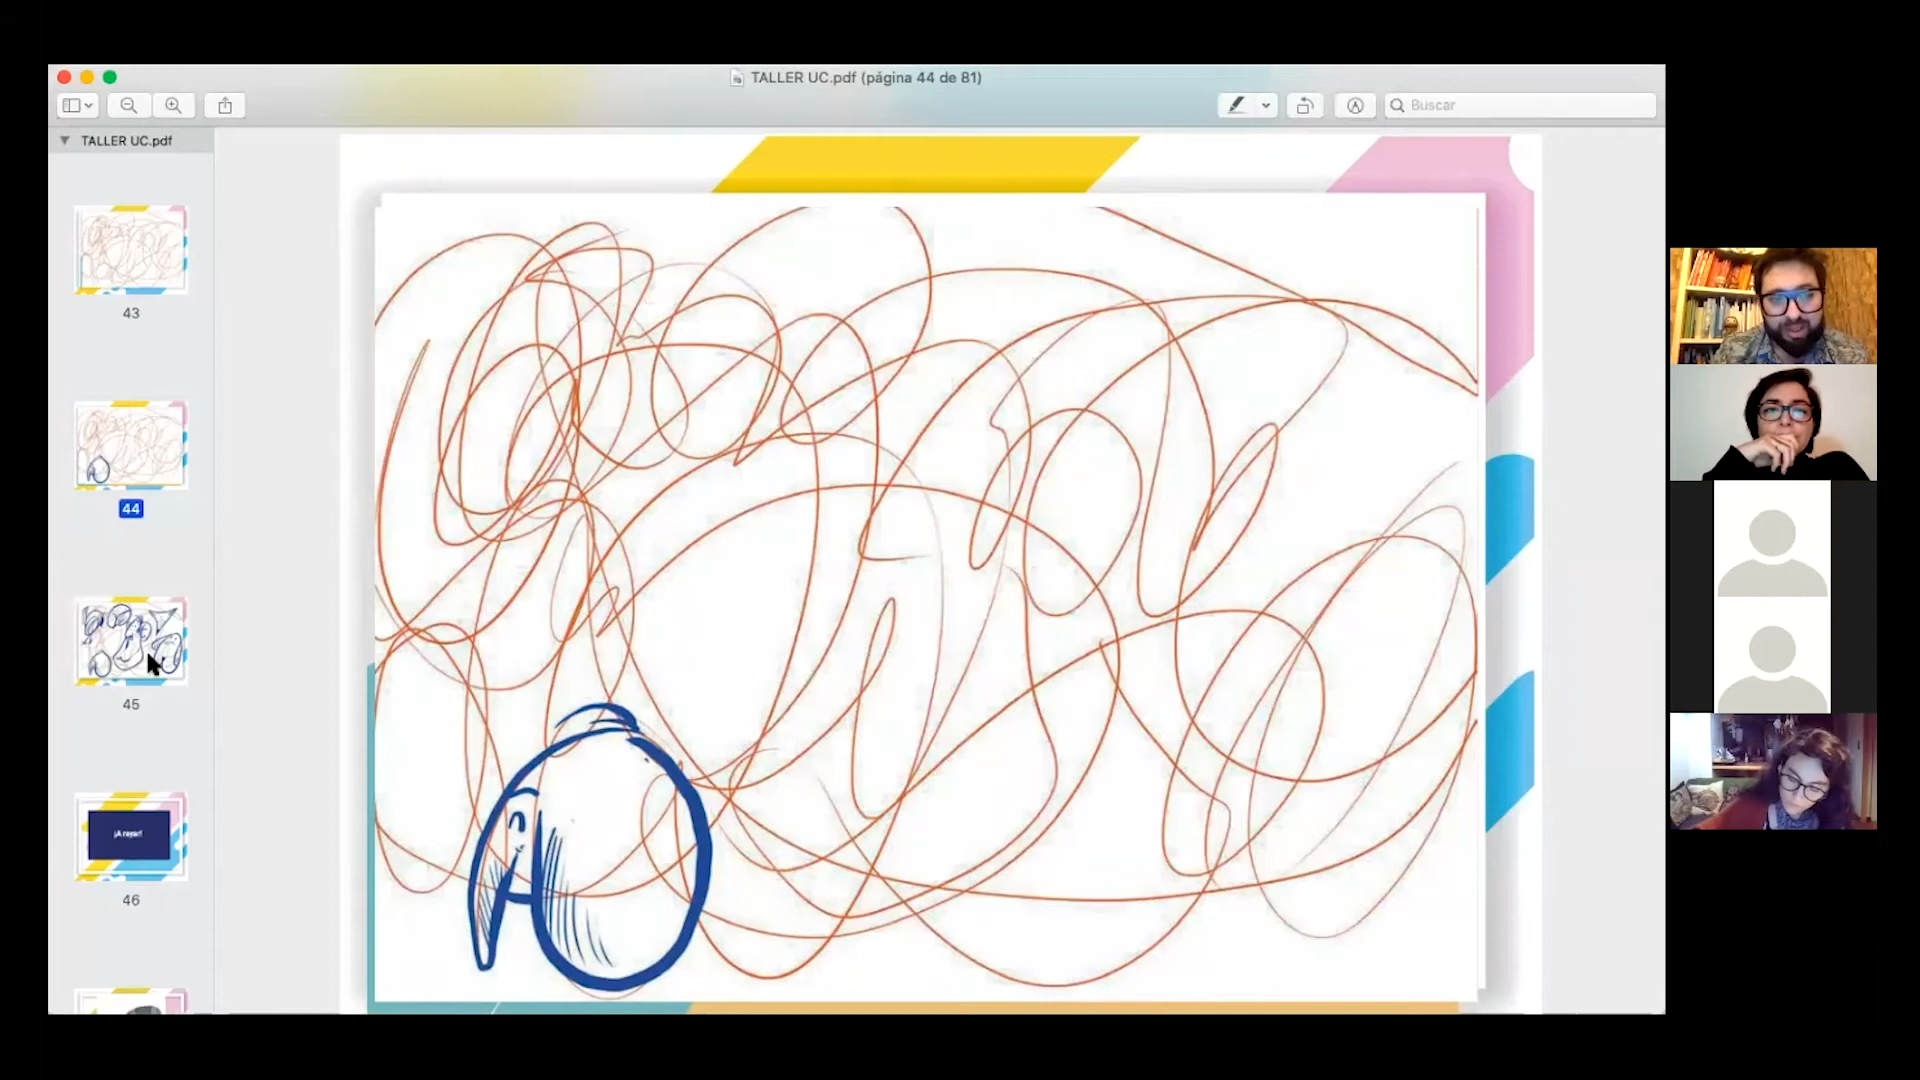 TALLER UC.pdf (página 44 de 81)
Buscar
TALLER UC.pdf
43
44
45
¡A rayar!
46